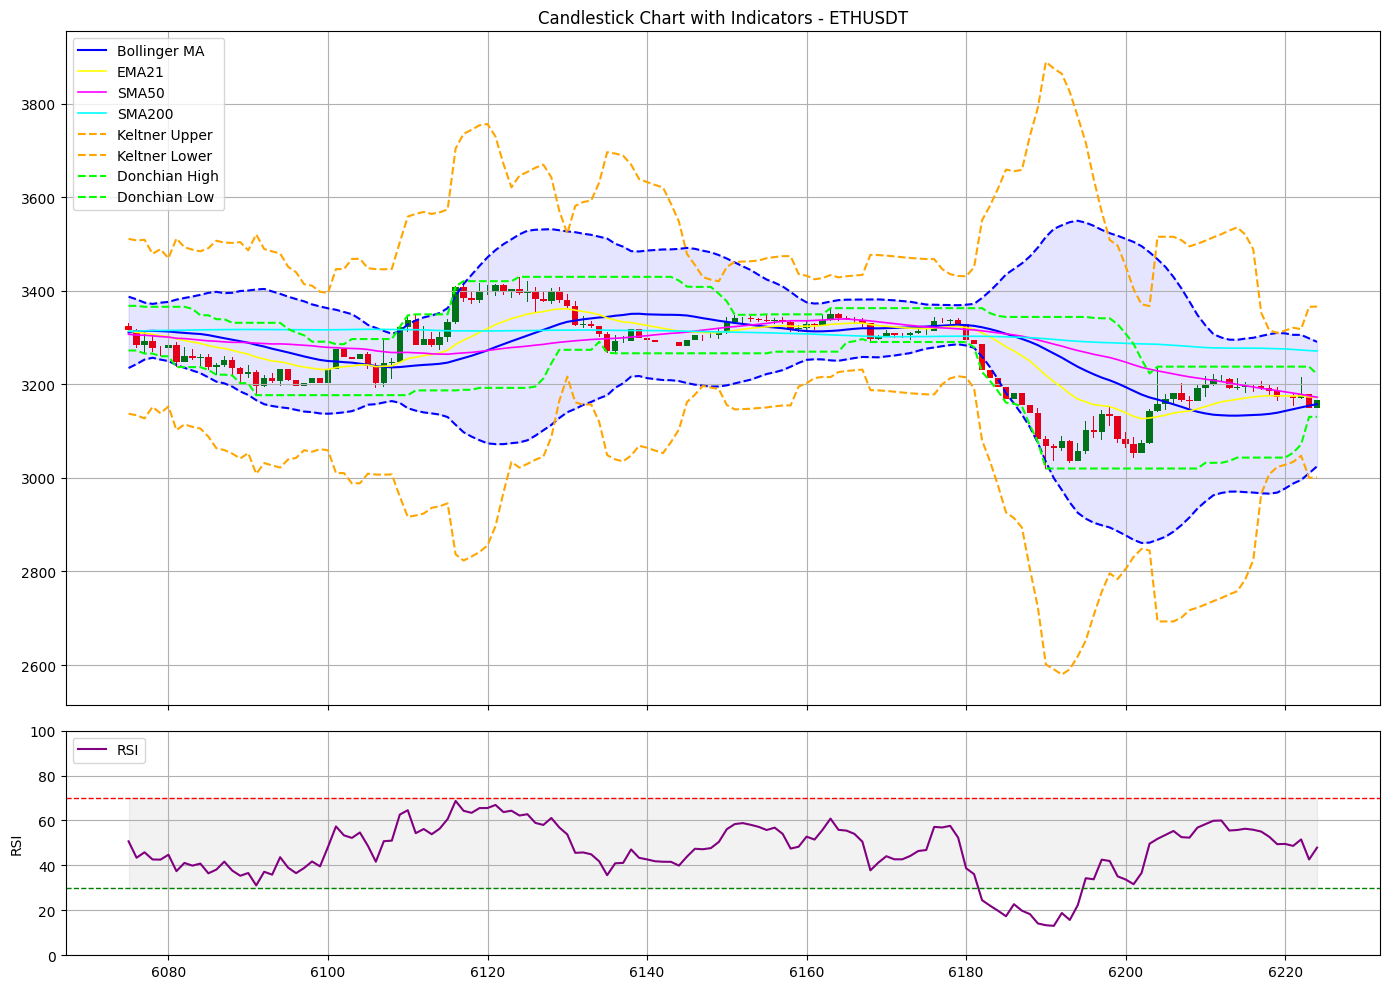 Candlestick Chart with Indicators - ETHUSDT
Bollinger MA
EMA21
SMA50
SMA200
Keltner Upper
Keltner Lower
Donchian High
Donchian Low
3800
3600
3400
3200
3000
2800
2600
RSI
100
80
60
40
20
0
RSI
6080
6100
6120
6140
6160
6180
6200
6220